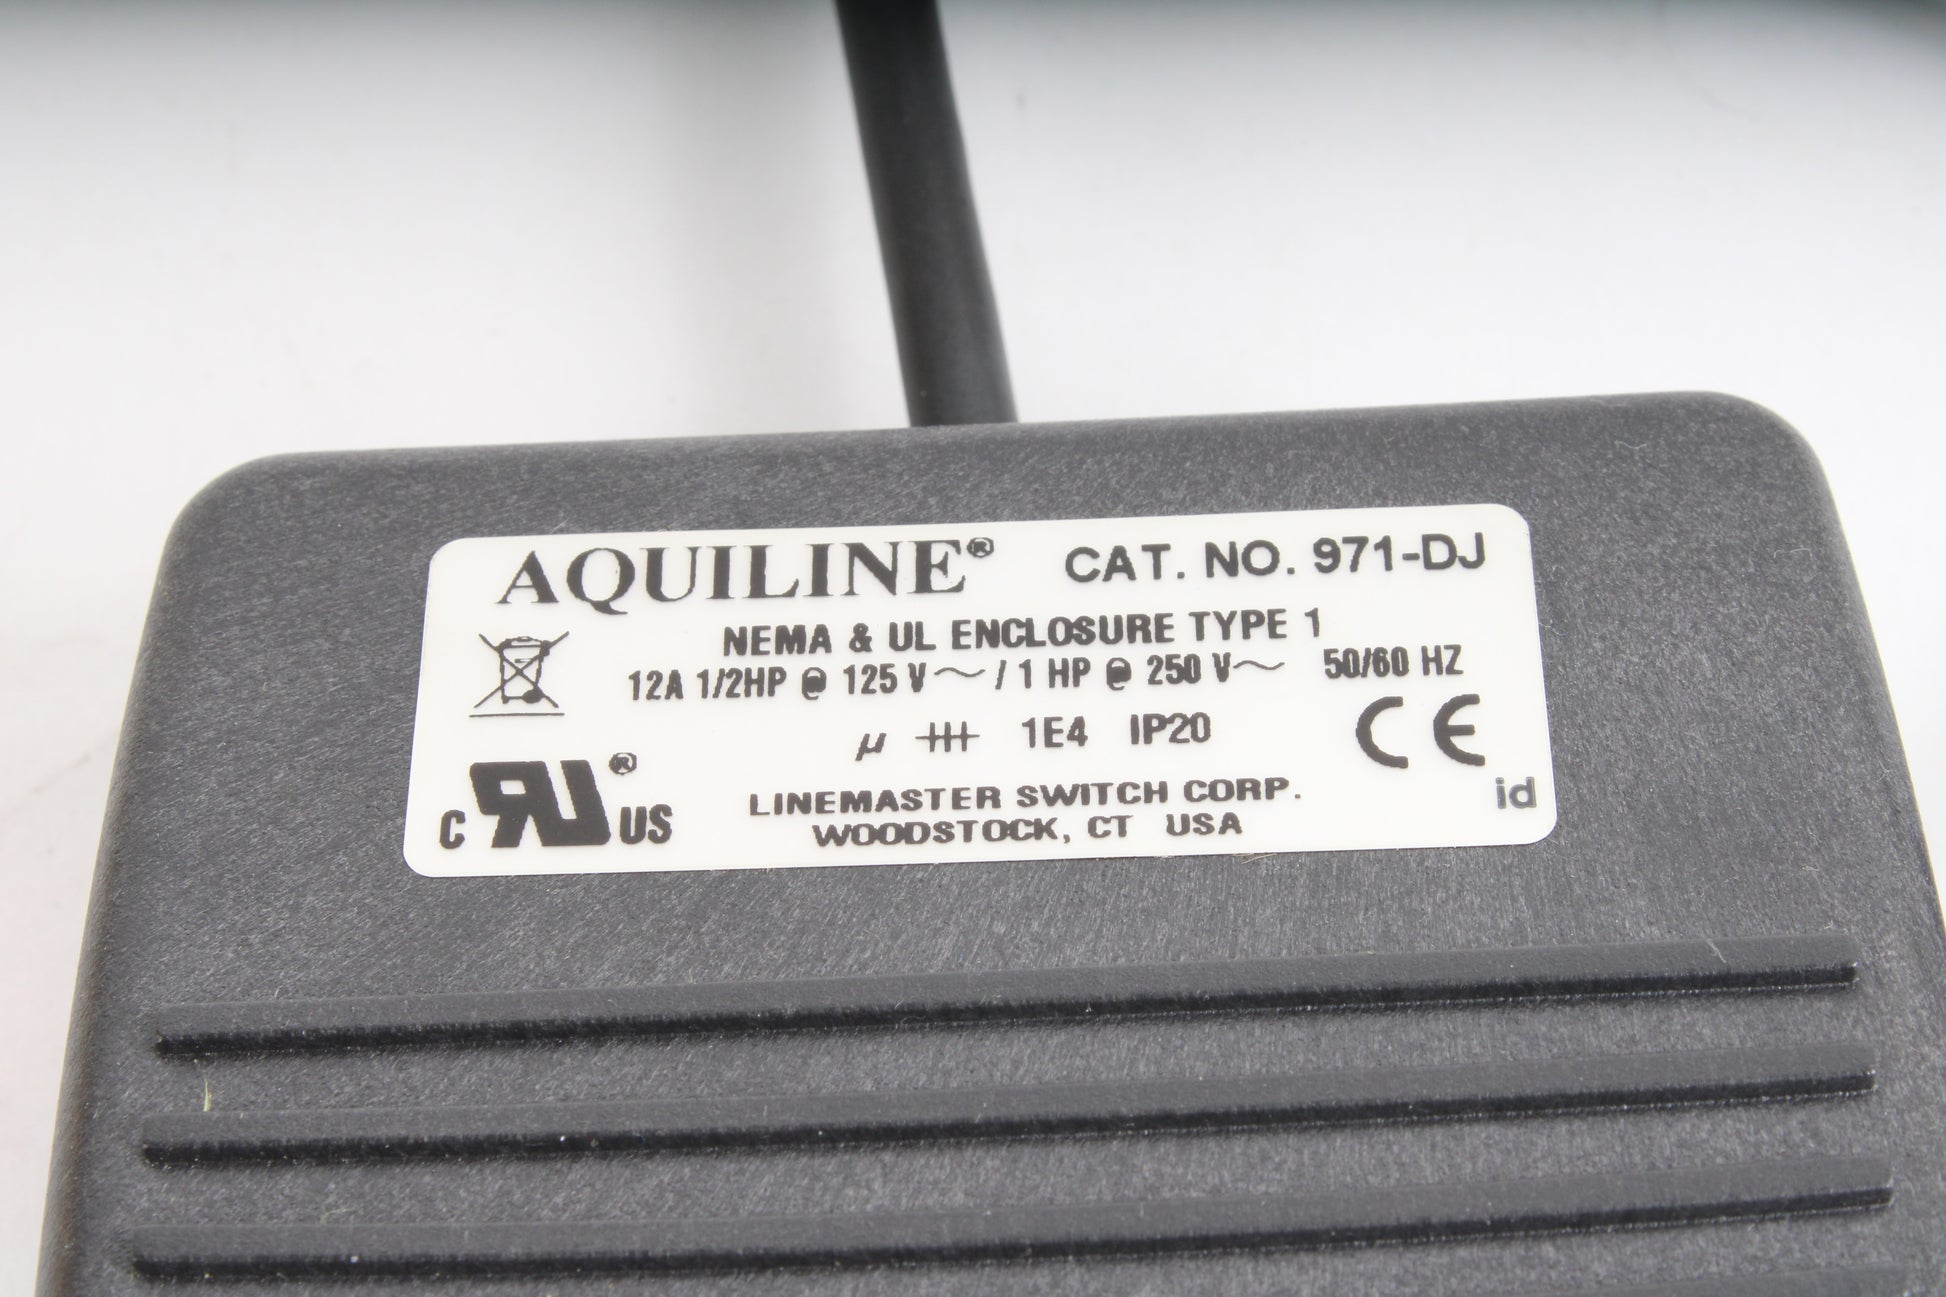 AQUILINE® CAT. NO. 971-DJ
NEMA & UL ENCLOSURE TYPE 1
12A 1/2HP @ 125 V~ / 1 HP @ 250 V~ 50/60 HZ
µ 1E4 IP20 CE
C RU® US
LINEMASTER SWITCH CORP.
WOODSTOCK, CT USA
id